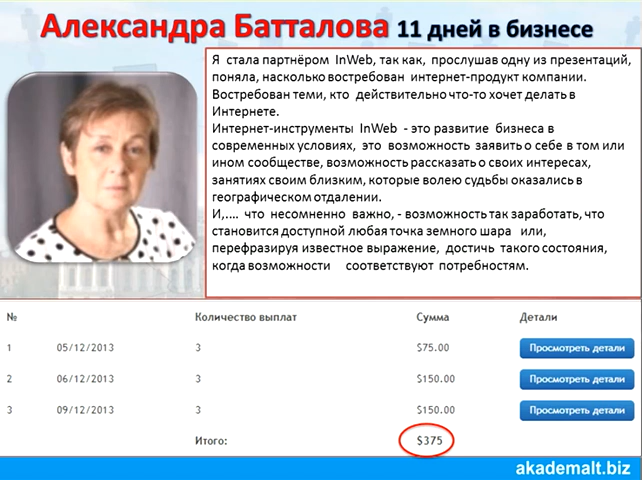 Александра Батталова 11 дней в бизнесе
Я стала партнёром InWeb, так как, прослушав одну из презентаций,
поняла, насколько востребован интернет-продукт компании.
Востребован теми, кто действительно что-то хочет делать в
Интернете.
Интернет-инструменты InWeb - это развитие бизнеса в
современных условиях, это возможность заявить о себе в том или
ином сообществе, возможность рассказать о своих интересах,
занятиях своим близким, которые волею судьбы оказались в
географическом отдалении.
И,.... что несомненно важно, - возможность так заработать, что
становится доступной любая точка земного шара или,
перефразируя известное выражение, достичь такого состояния,
когда возможности соответствуют потребностям.
№ Количество выплат Сумма Детали
1 05/12/2013 3 $75.00 Просмотреть детали
2 06/12/2013 3 $150.00 Просмотреть детали
3 09/12/2013 3 $150.00 Просмотреть детали
Итого: $375
akademalt.biz